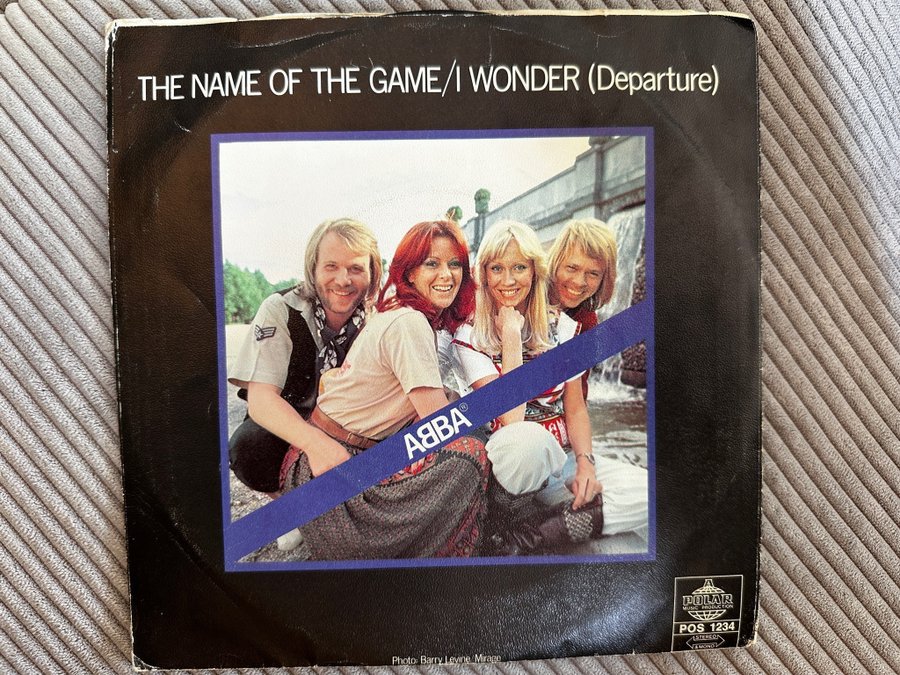 THE NAME OF THE GAME/I WONDER (Departure)
ABBA®
A
POLAR
MUSIC PRODUCTION
POS 1234
STEREO
& MONO
Photo: Barry Levine/Mirage